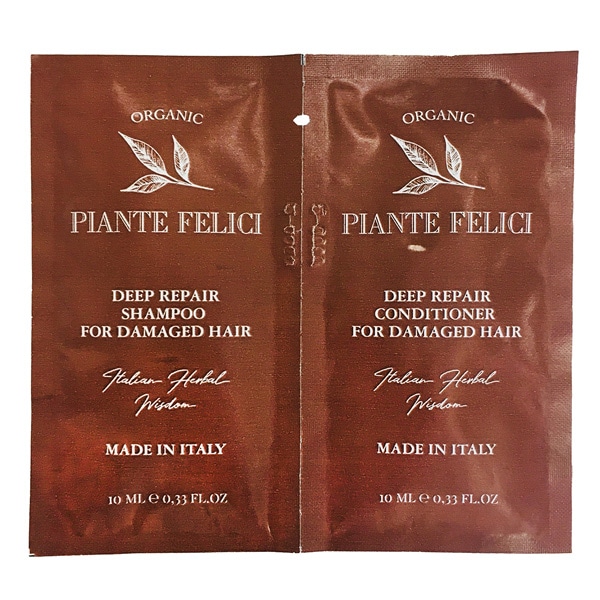 ORGANIC
PIANTE FELICI
DEEP REPAIR
SHAMPOO
FOR DAMAGED HAIR
Italian Herbal
Wisdom
MADE IN ITALY
10 ML e 0,33 FL.OZ
ORGANIC
PIANTE FELICI
DEEP REPAIR
CONDITIONER
FOR DAMAGED HAIR
Italian Herbal
Wisdom
MADE IN ITALY
10 ML e 0,33 FL.OZ